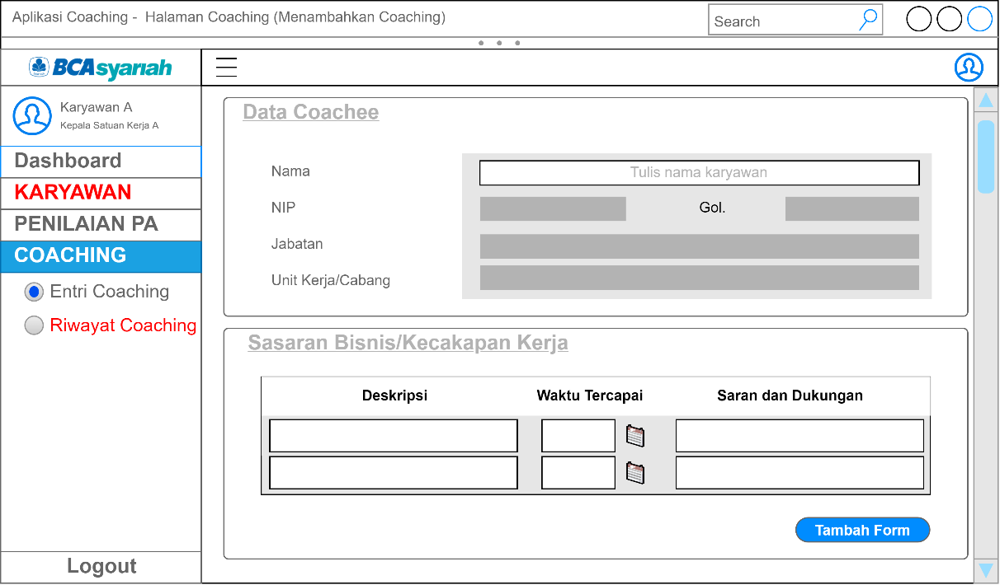 Aplikasi Coaching - Halaman Coaching (Menambahkan Coaching)
Search
BCA syariah
Karyawan A
Kepala Satuan Kerja A
Dashboard
KARYAWAN
PENILAIAN PA
COACHING
Entri Coaching
Riwayat Coaching
Logout
Data Coachee
Nama
Tulis nama karyawan
NIP
Gol.
Jabatan
Unit Kerja/Cabang
Sasaran Bisnis/Kecakapan Kerja
Deskripsi Waktu Tercapai Saran dan Dukungan
Tambah Form